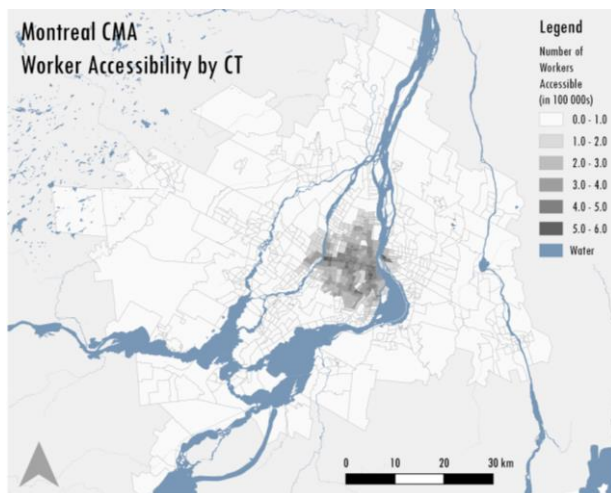 Montreal CMA
Worker Accessibility by CT
Legend
Number of
Workers
Accessible
(in 100 000s)
0.0 - 1.0
1.0 - 2.0
2.0 - 3.0
3.0 - 4.0
4.0 - 5.0
5.0 - 6.0
Water
0 10 20 30 km